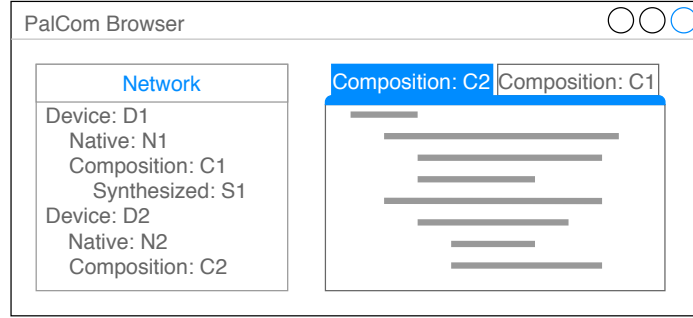 PalCom Browser
Network
Device: D1
Native: N1
Composition: C1
Synthesized: S1
Device: D2
Native: N2
Composition: C2
Composition: C2 Composition: C1